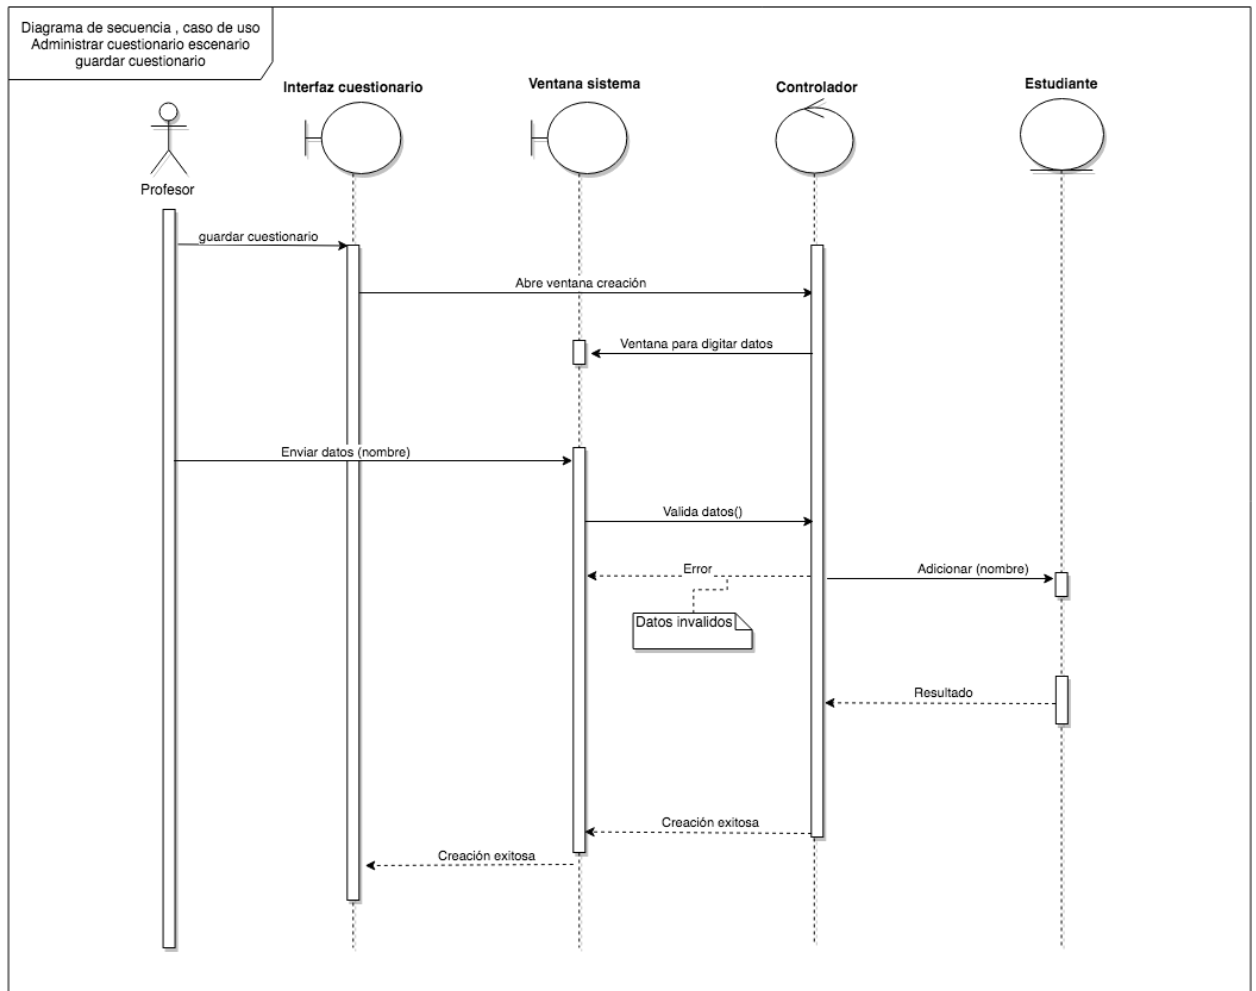 Diagrama de secuencia , caso de uso
Administrar cuestionario escenario
guardar cuestionario
Interfaz cuestionario
Ventana sistema
Controlador
Estudiante
Profesor
guardar cuestionario
Abre ventana creación
Ventana para digitar datos
Enviar datos (nombre)
Valida datos()
Error
Adicionar (nombre)
Datos invalidos
Resultado
Creación exitosa
Creación exitosa